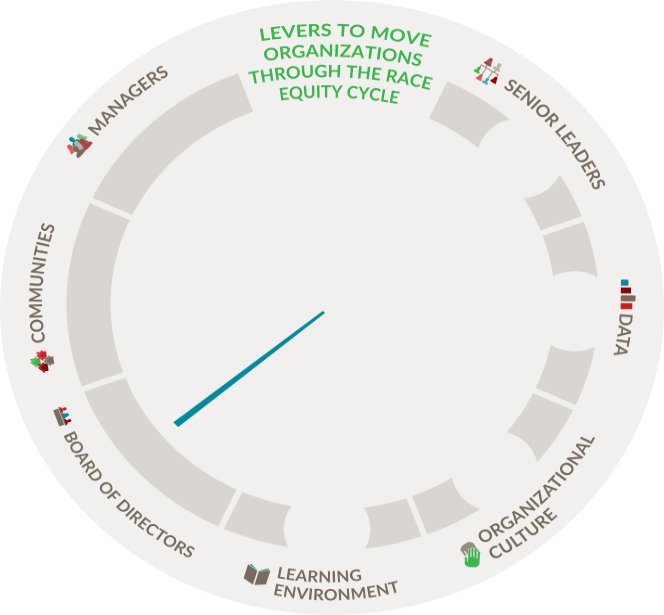 LEVERS TO MOVE
ORGANIZATIONS
THROUGH THE RACE
EQUITY CYCLE
SENIOR LEADERS
DATA
ORGANIZATIONAL
CULTURE
LEARNING
ENVIRONMENT
BOARD OF DIRECTORS
COMMUNITIES
MANAGERS